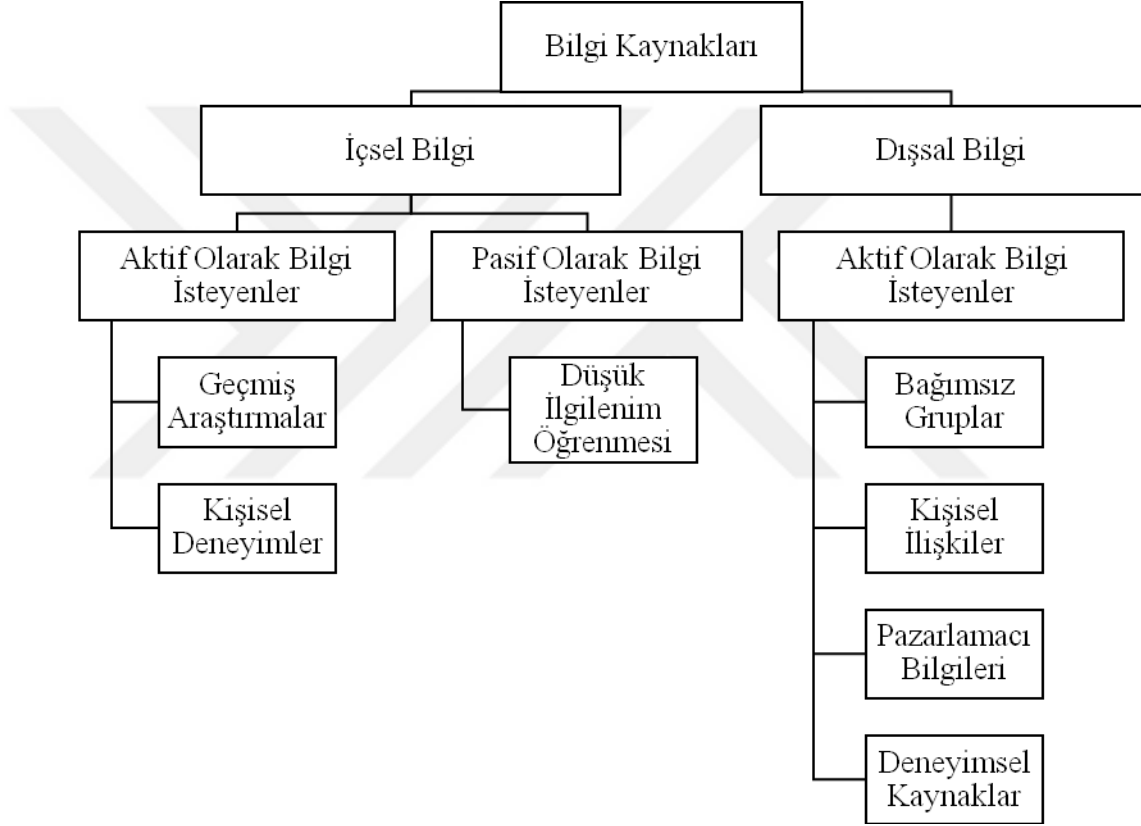 Bilgi Kaynakları
İçsel Bilgi
Dışsal Bilgi
Aktif Olarak Bilgi
İsteyenler
Pasif Olarak Bilgi
İsteyenler
Aktif Olarak Bilgi
İsteyenler
Geçmiş
Araştırmalar
Kişisel
Deneyimler
Düşük
İlgilenim
Öğrenmesi
Bağımsız
Gruplar
Kişisel
İlişkiler
Pazarlamacı
Bilgileri
Deneyimsel
Kaynaklar